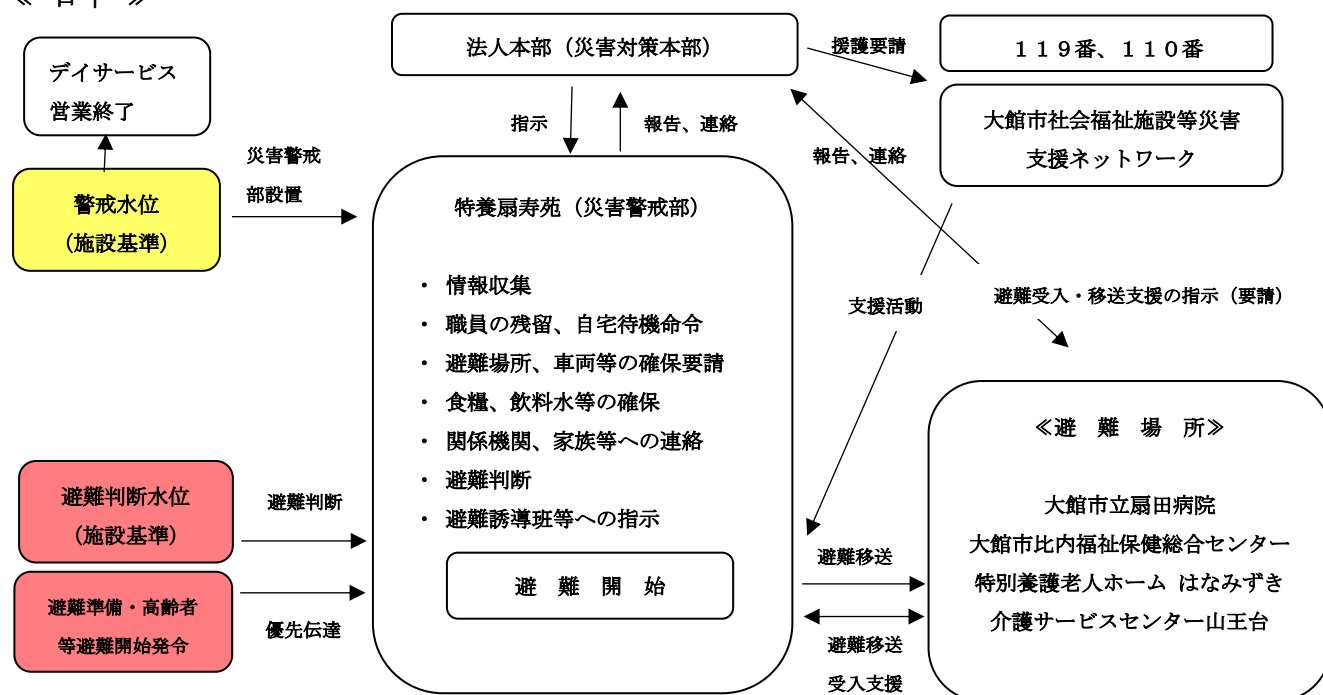 法人本部（災害対策本部）
援護要請
１１９番、１１０番
デイサービス
営業終了
大館市社会福祉施設等災害
支援ネットワーク
指示
報告、連絡
報告、連絡
災害警戒
部設置
警戒水位
（施設基準）
特養扇寿苑（災害警戒部）
・ 情報収集
・ 職員の残留、自宅待機命令
・ 避難場所、車両等の確保要請
・ 食糧、飲料水等の確保
・ 関係機関、家族等への連絡
・ 避難判断
・ 避難誘導班等への指示
避 難 開 始
支援活動
避難受入・移送支援の指示（要請）
避難判断水位
（施設基準）
避難判断
避難準備・高齢者
等避難開始発令
優先伝達
避難移送
避難移送
受入支援
≪避 難 場 所≫
大館市立扇田病院
大館市比内福祉保健総合センター
特別養護老人ホーム はなみずき
介護サービスセンター山王台